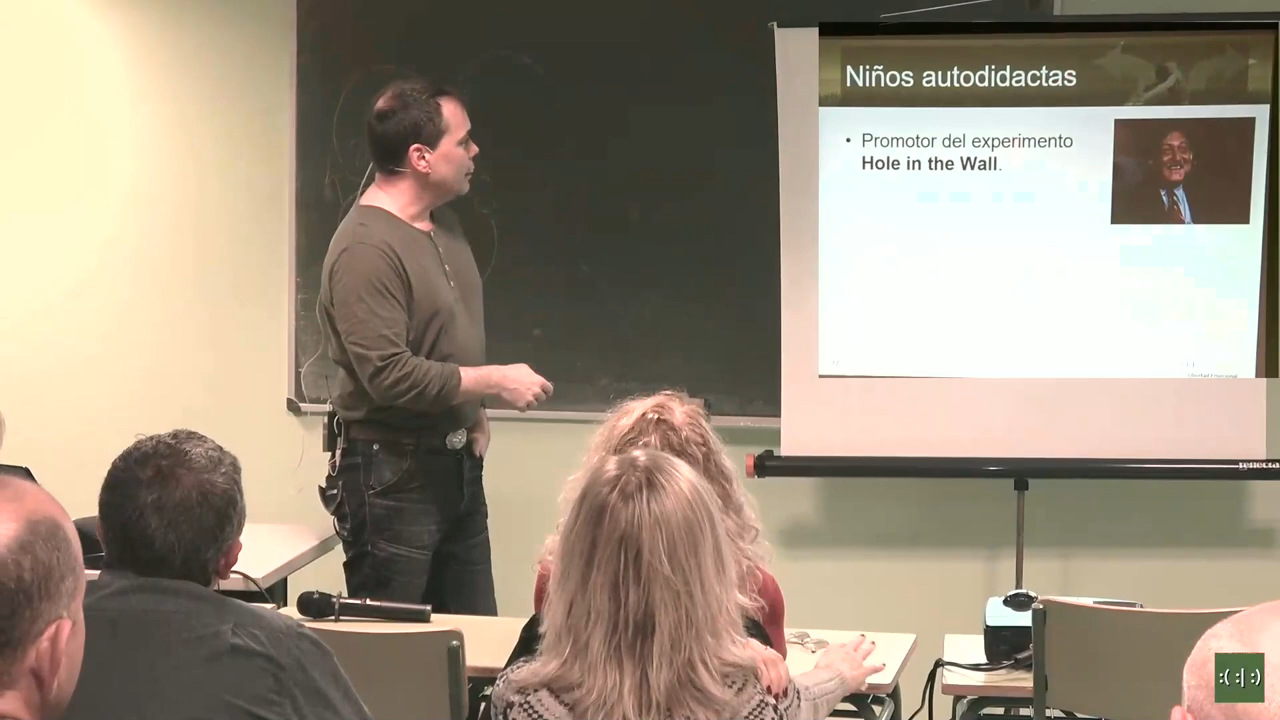 Niños autodidactas
• Promotor del experimento
Hole in the Wall.
:( :| :)